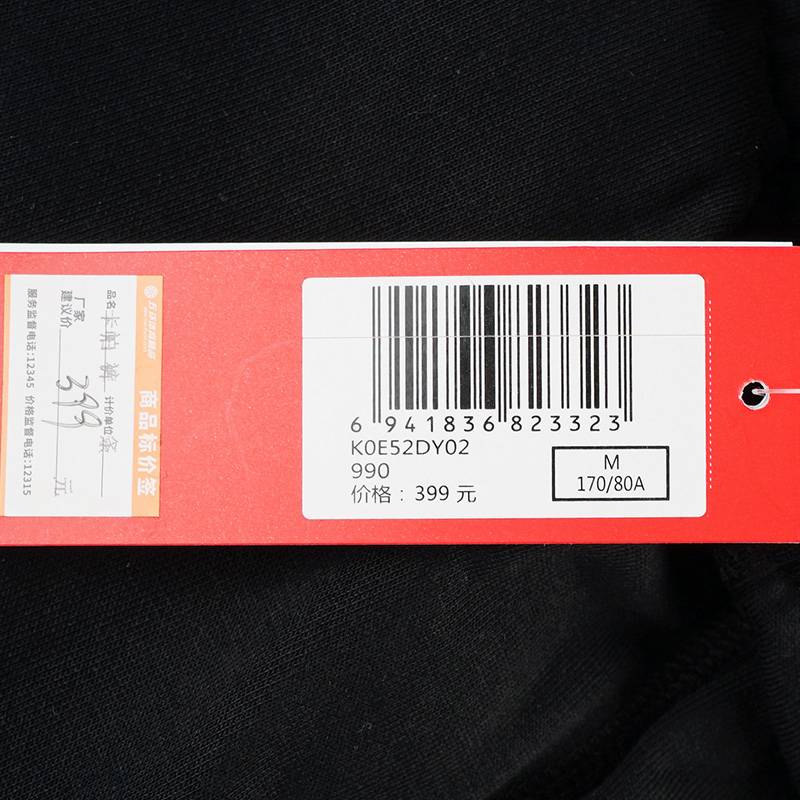 商品标价签
品名 卡帕裤 计价单位 条
厂家
建议价 399 元
服务监督电话:12345 价格监督电话:12315
6 941836 823323
K0E52DY02
990
价格：399 元
M
170/80A